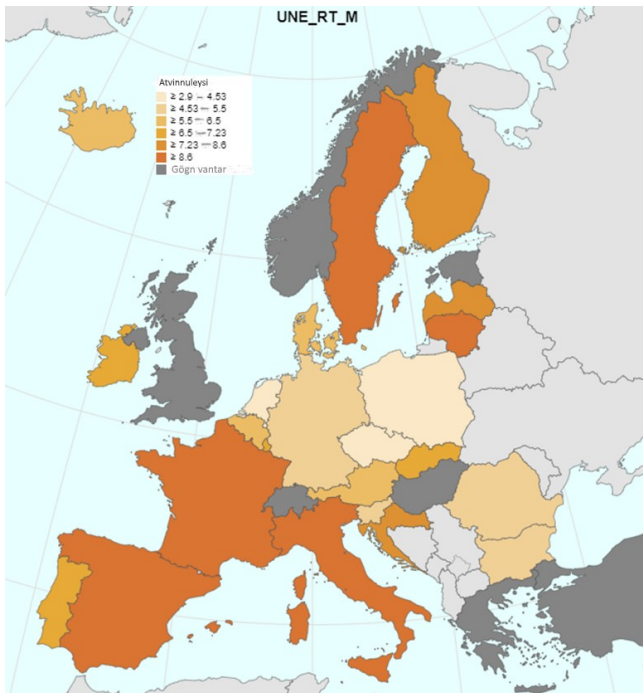 UNE_RT_M
Atvinnuleysi
≥ 2.9 — 4.53
≥ 4.53 — 5.5
≥ 5.5 — 6.5
≥ 6.5 — 7.23
≥ 7.23 — 8.6
≥ 8.6
Gögn vantar